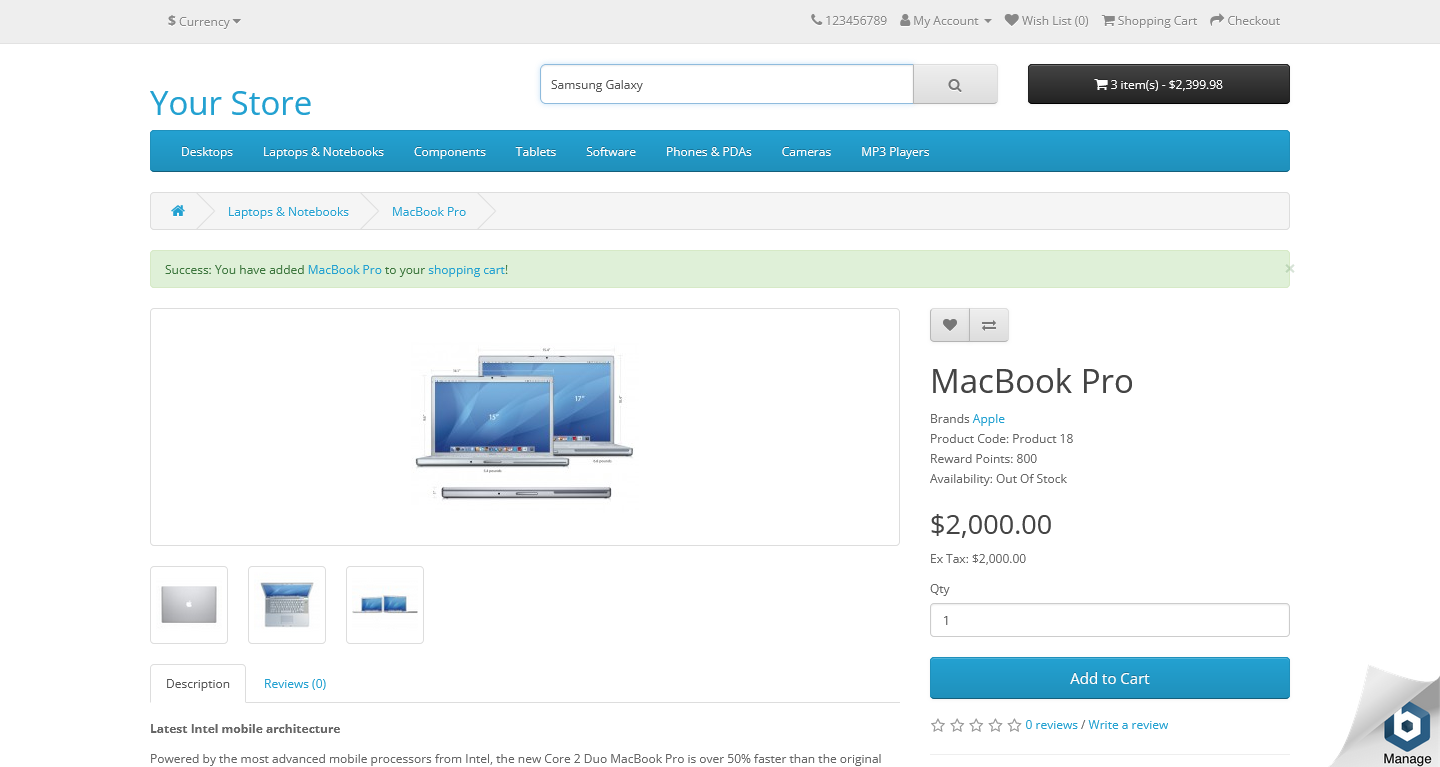 $ Currency
123456789 My Account Wish List (0) Shopping Cart Checkout
Your Store
Samsung Galaxy
3 item(s) - $2,399.98
Desktops Laptops & Notebooks Components Tablets Software Phones & PDAs Cameras MP3 Players
Laptops & Notebooks MacBook Pro
Success: You have added MacBook Pro to your shopping cart!
×
15"
17"
MacBook Pro
Brands Apple
Product Code: Product 18
Reward Points: 800
Availability: Out Of Stock
$2,000.00
Ex Tax: $2,000.00
Qty
1
Add to Cart
0 reviews / Write a review
Description Reviews (0)
Latest Intel mobile architecture
Powered by the most advanced mobile processors from Intel, the new Core 2 Duo MacBook Pro is over 50% faster than the original
Manage